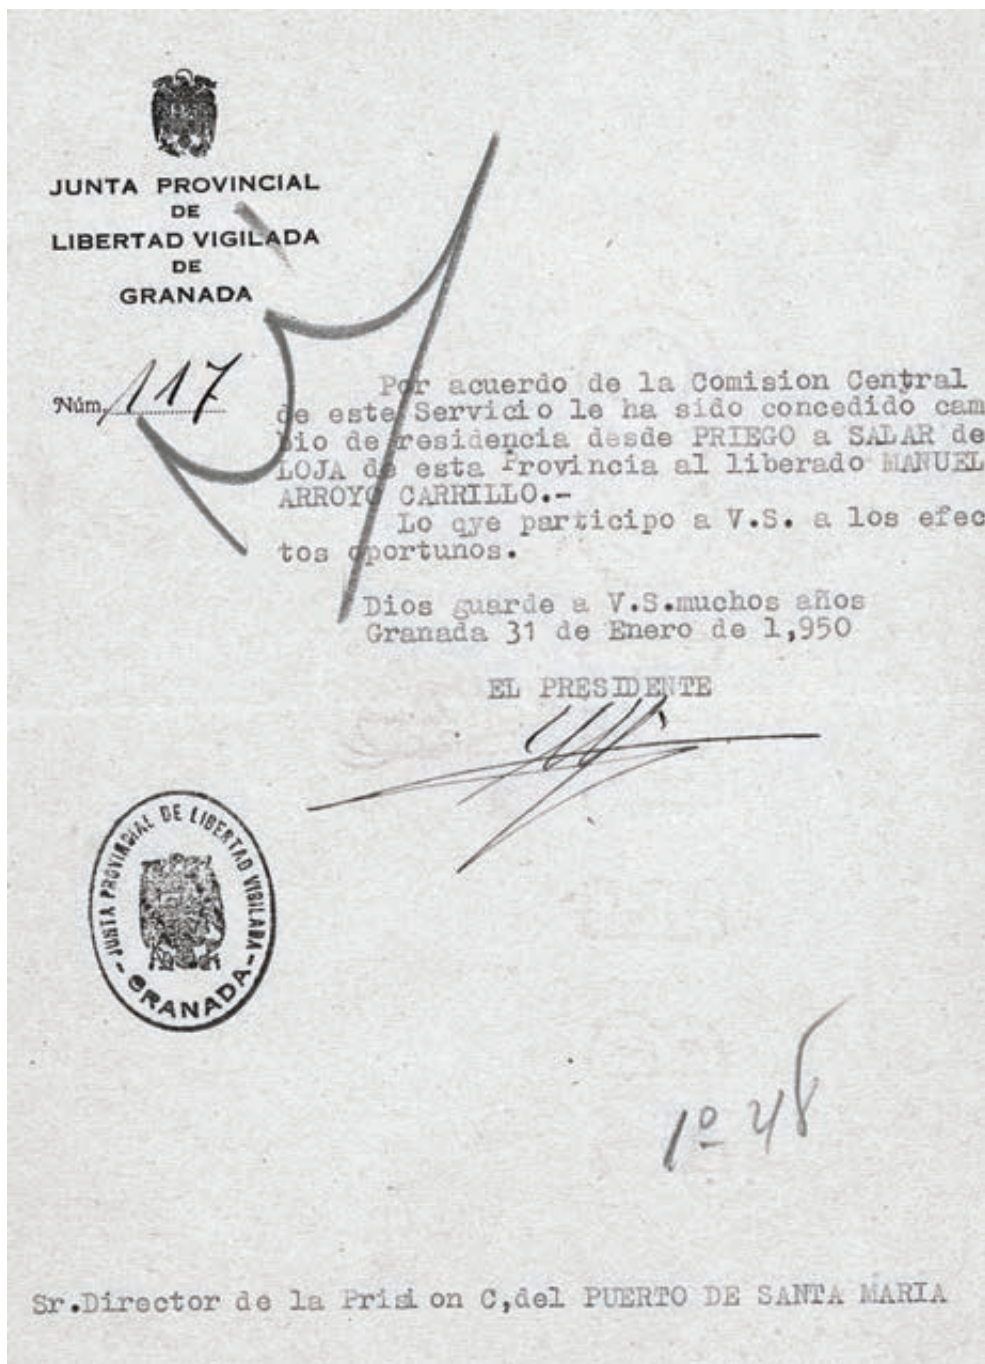 JUNTA PROVINCIAL
DE
LIBERTAD VIGILADA
DE
GRANADA
Núm. 117
Por acuerdo de la Comision Central
de este Servicio le ha sido concedido cam
bio de residencia desde PRIEGO a SALAR de
LOJA de esta Provincia al liberado MANUEL
ARROYO CARRILLO.-
Lo qye participo a V.S. a los efec
tos oportunos.
Dios guarde a V.S.muchos años
Granada 31 de Enero de 1,950
EL PRESIDENTE
JUNTA PROVINCIAL DE LIBERTAD VIGILADA
- GRANADA -
1º 48
Sr.Director de la Prision C,del PUERTO DE SANTA MARIA